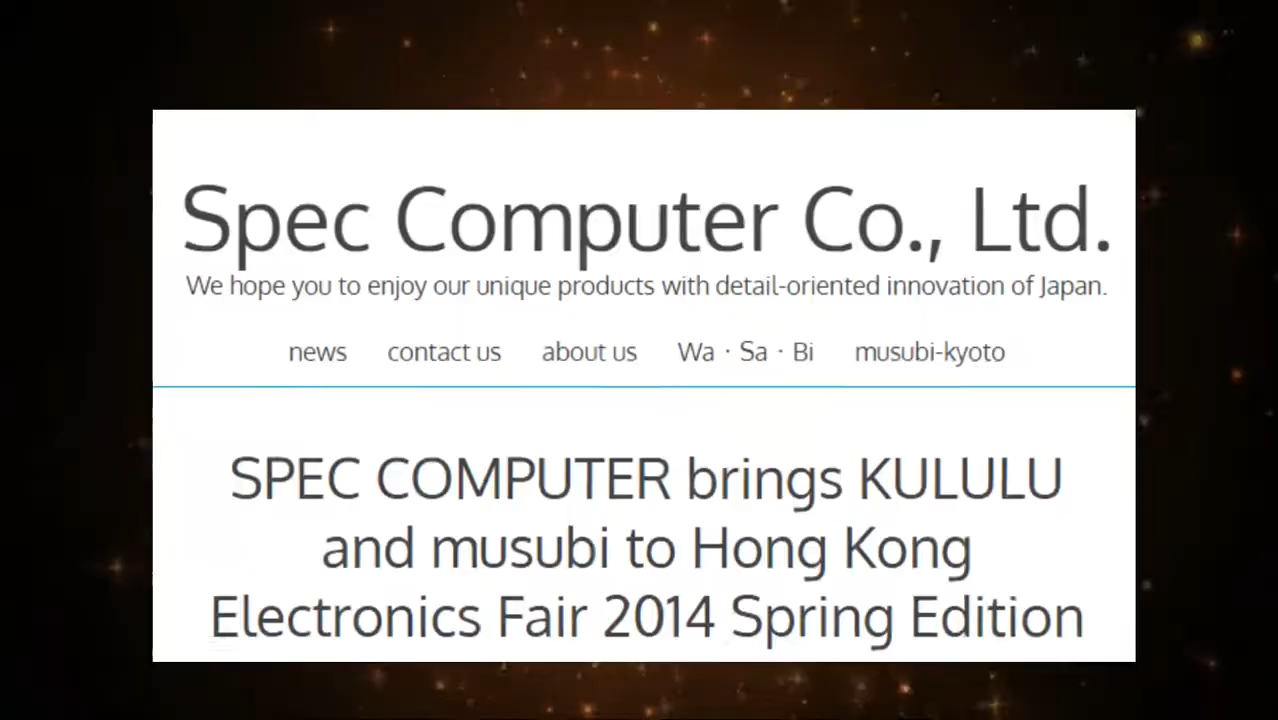 Spec Computer Co., Ltd.
We hope you to enjoy our unique products with detail-oriented innovation of Japan.
news contact us about us Wa・Sa・Bi musubi-kyoto
SPEC COMPUTER brings KULULU
and musubi to Hong Kong
Electronics Fair 2014 Spring Edition